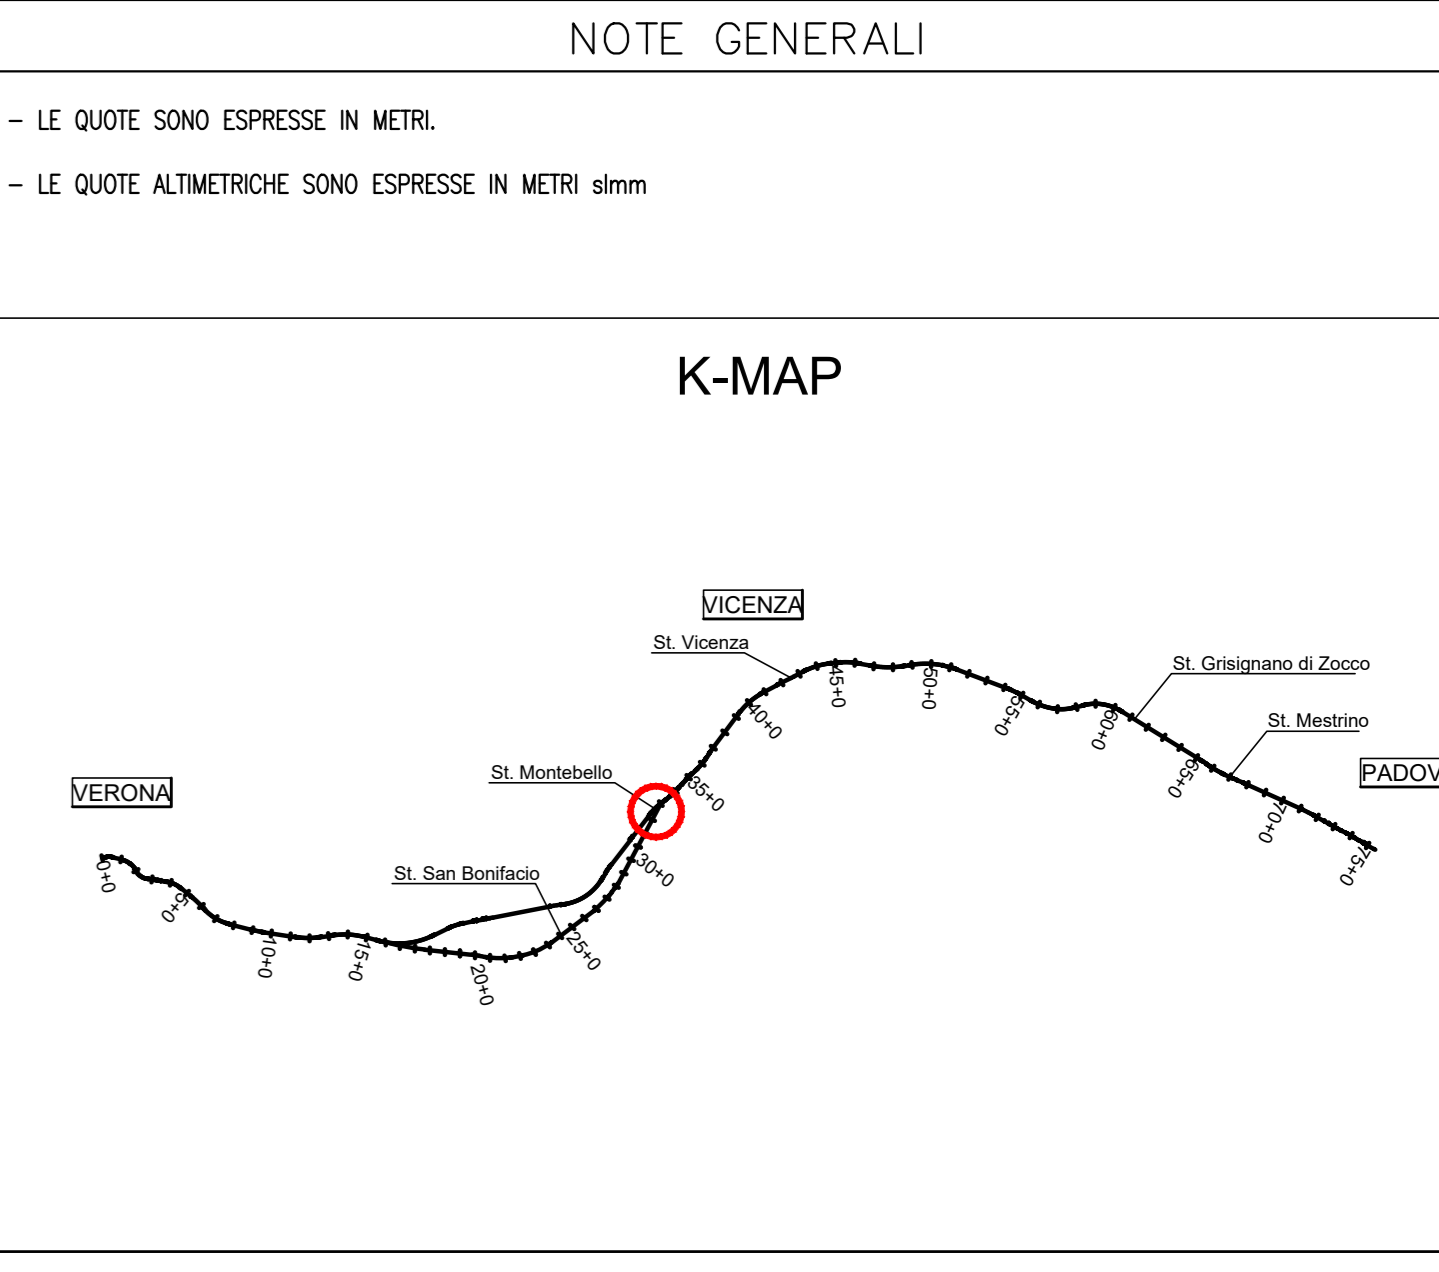 NOTE GENERALI
– LE QUOTE SONO ESPRESSE IN METRI.
– LE QUOTE ALTIMETRICHE SONO ESPRESSE IN METRI slmm
K-MAP
VICENZA
St. Vicenza
St. Grisignano di Zocco
St. Mestrino
PADOV
St. Montebello
VERONA
St. San Bonifacio
0+0
5+0
10+0
15+0
20+0
25+0
30+0
35+0
40+0
45+0
50+0
55+0
60+0
65+0
70+0
75+0